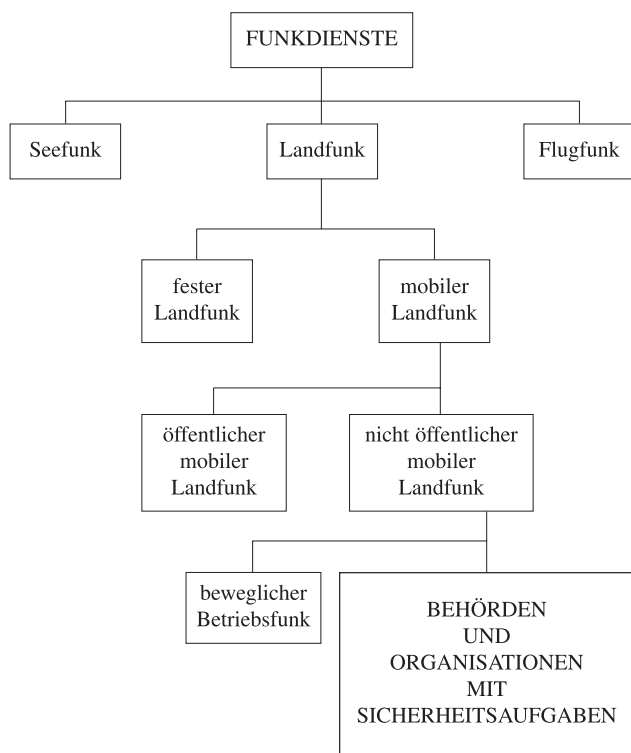 FUNKDIENSTE
Seefunk
Landfunk
Flugfunk
fester
Landfunk
mobiler
Landfunk
öffentlicher
mobiler
Landfunk
nicht öffentlicher
mobiler
Landfunk
beweglicher
Betriebsfunk
BEHÖRDEN
UND
ORGANISATIONEN
MIT
SICHERHEITSAUFGABEN